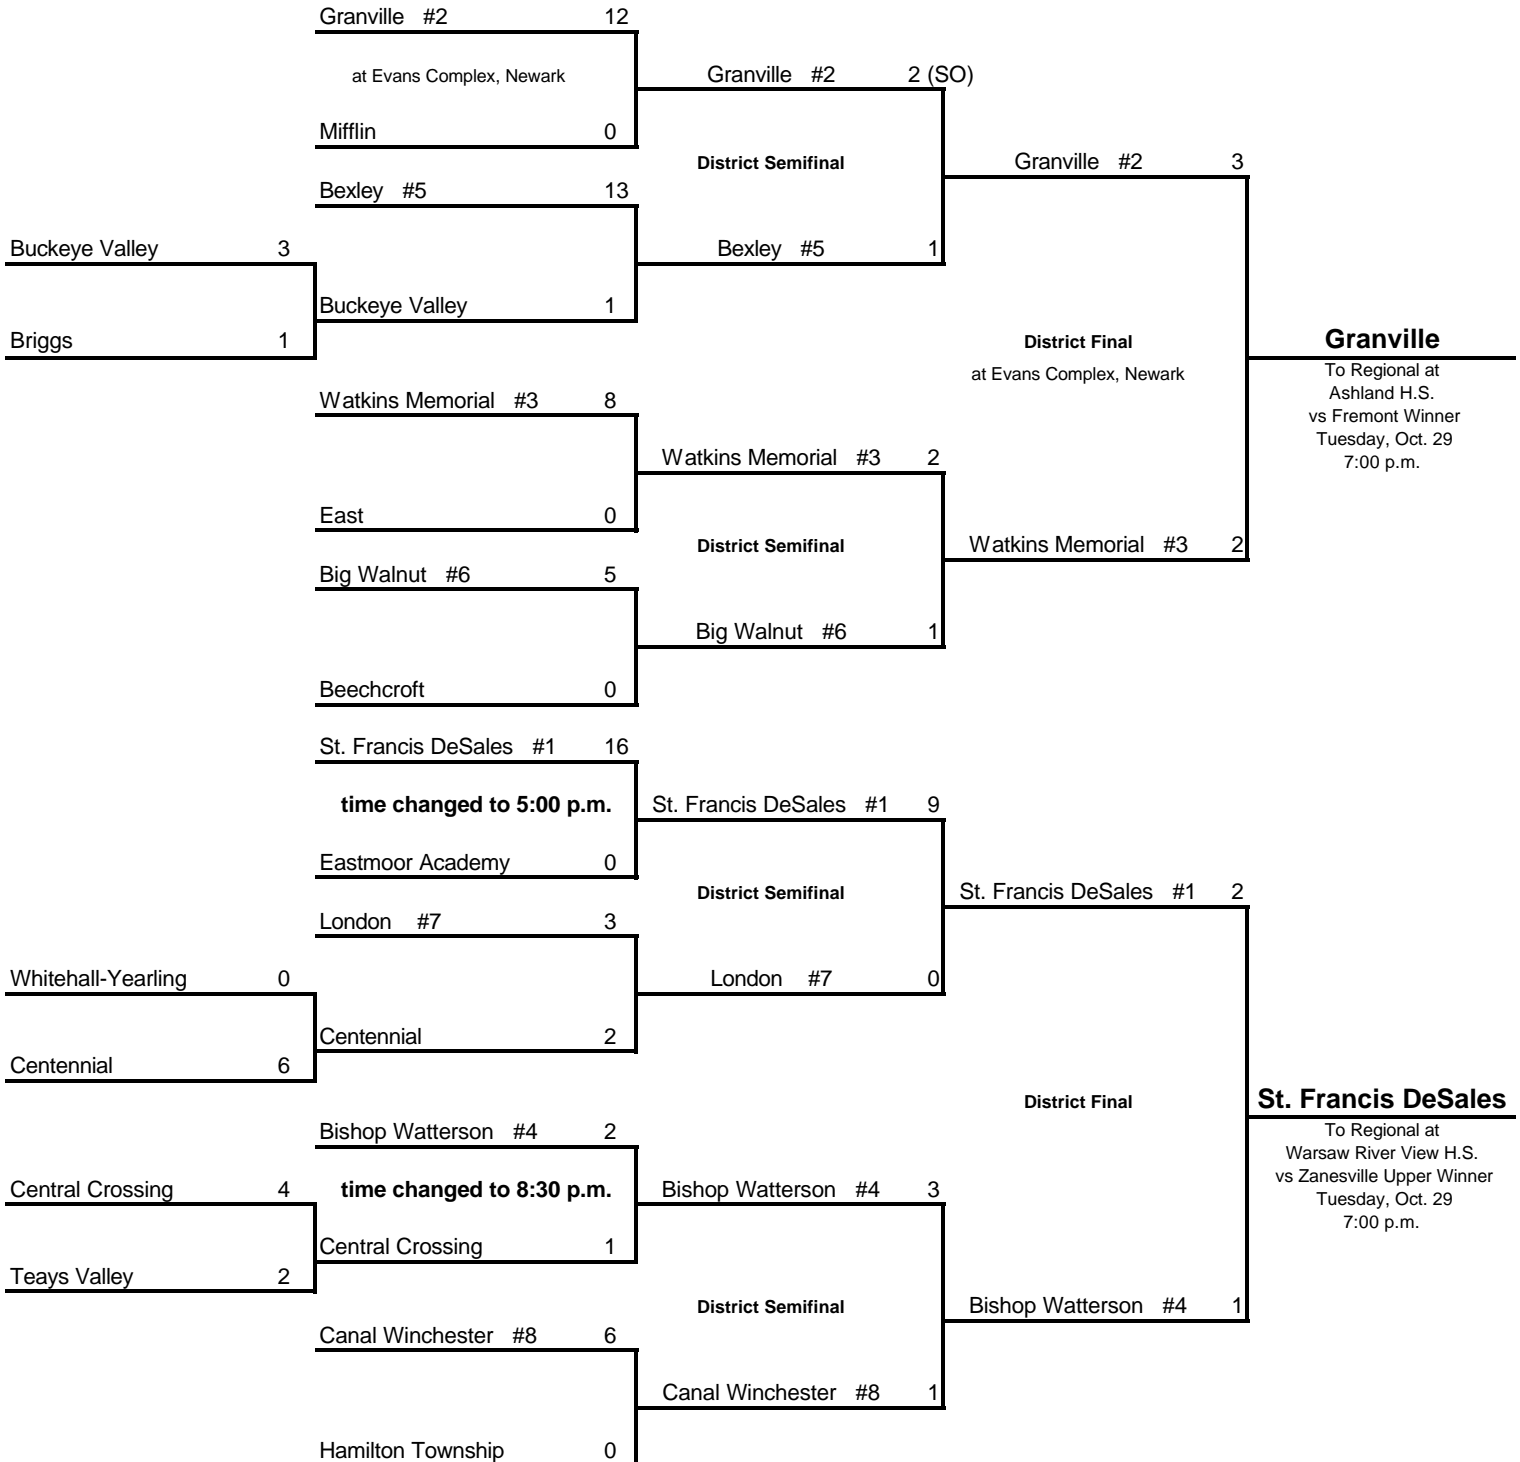 Granville #2 12
at Evans Complex, Newark
Granville #2 2 (SO)
Mifflin 0
District Semifinal
Granville #2 3
Bexley #5 13
Buckeye Valley 3
Bexley #5 1
Buckeye Valley 1
Briggs 1
District Final
Granville
at Evans Complex, Newark
To Regional at
Ashland H.S.
vs Fremont Winner
Tuesday, Oct. 29
7:00 p.m.
Watkins Memorial #3 8
Watkins Memorial #3 2
East 0
District Semifinal
Watkins Memorial #3 2
Big Walnut #6 5
Big Walnut #6 1
Beechcroft 0
St. Francis DeSales #1 16
time changed to 5:00 p.m.
St. Francis DeSales #1 9
Eastmoor Academy 0
District Semifinal
St. Francis DeSales #1 2
London #7 3
Whitehall-Yearling 0
London #7 0
Centennial 2
Centennial 6
District Final
St. Francis DeSales
To Regional at
Warsaw River View H.S.
vs Zanesville Upper Winner
Tuesday, Oct. 29
7:00 p.m.
Bishop Watterson #4 2
Central Crossing 4
time changed to 8:30 p.m.
Bishop Watterson #4 3
Central Crossing 1
Teays Valley 2
District Semifinal
Bishop Watterson #4 1
Canal Winchester #8 6
Canal Winchester #8 1
Hamilton Township 0